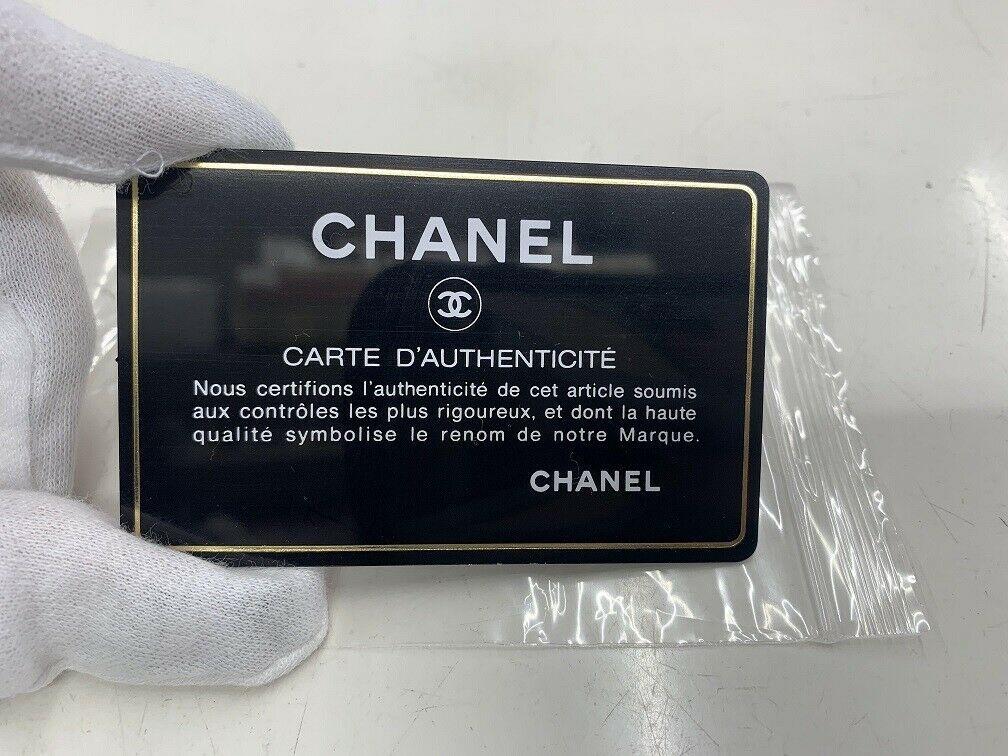 CHANEL
CARTE D'AUTHENTICITÉ
Nous certifions l'authenticité de cet article soumis
aux contrôles les plus rigoureux, et dont la haute
qualité symbolise le renom de notre Marque.
CHANEL